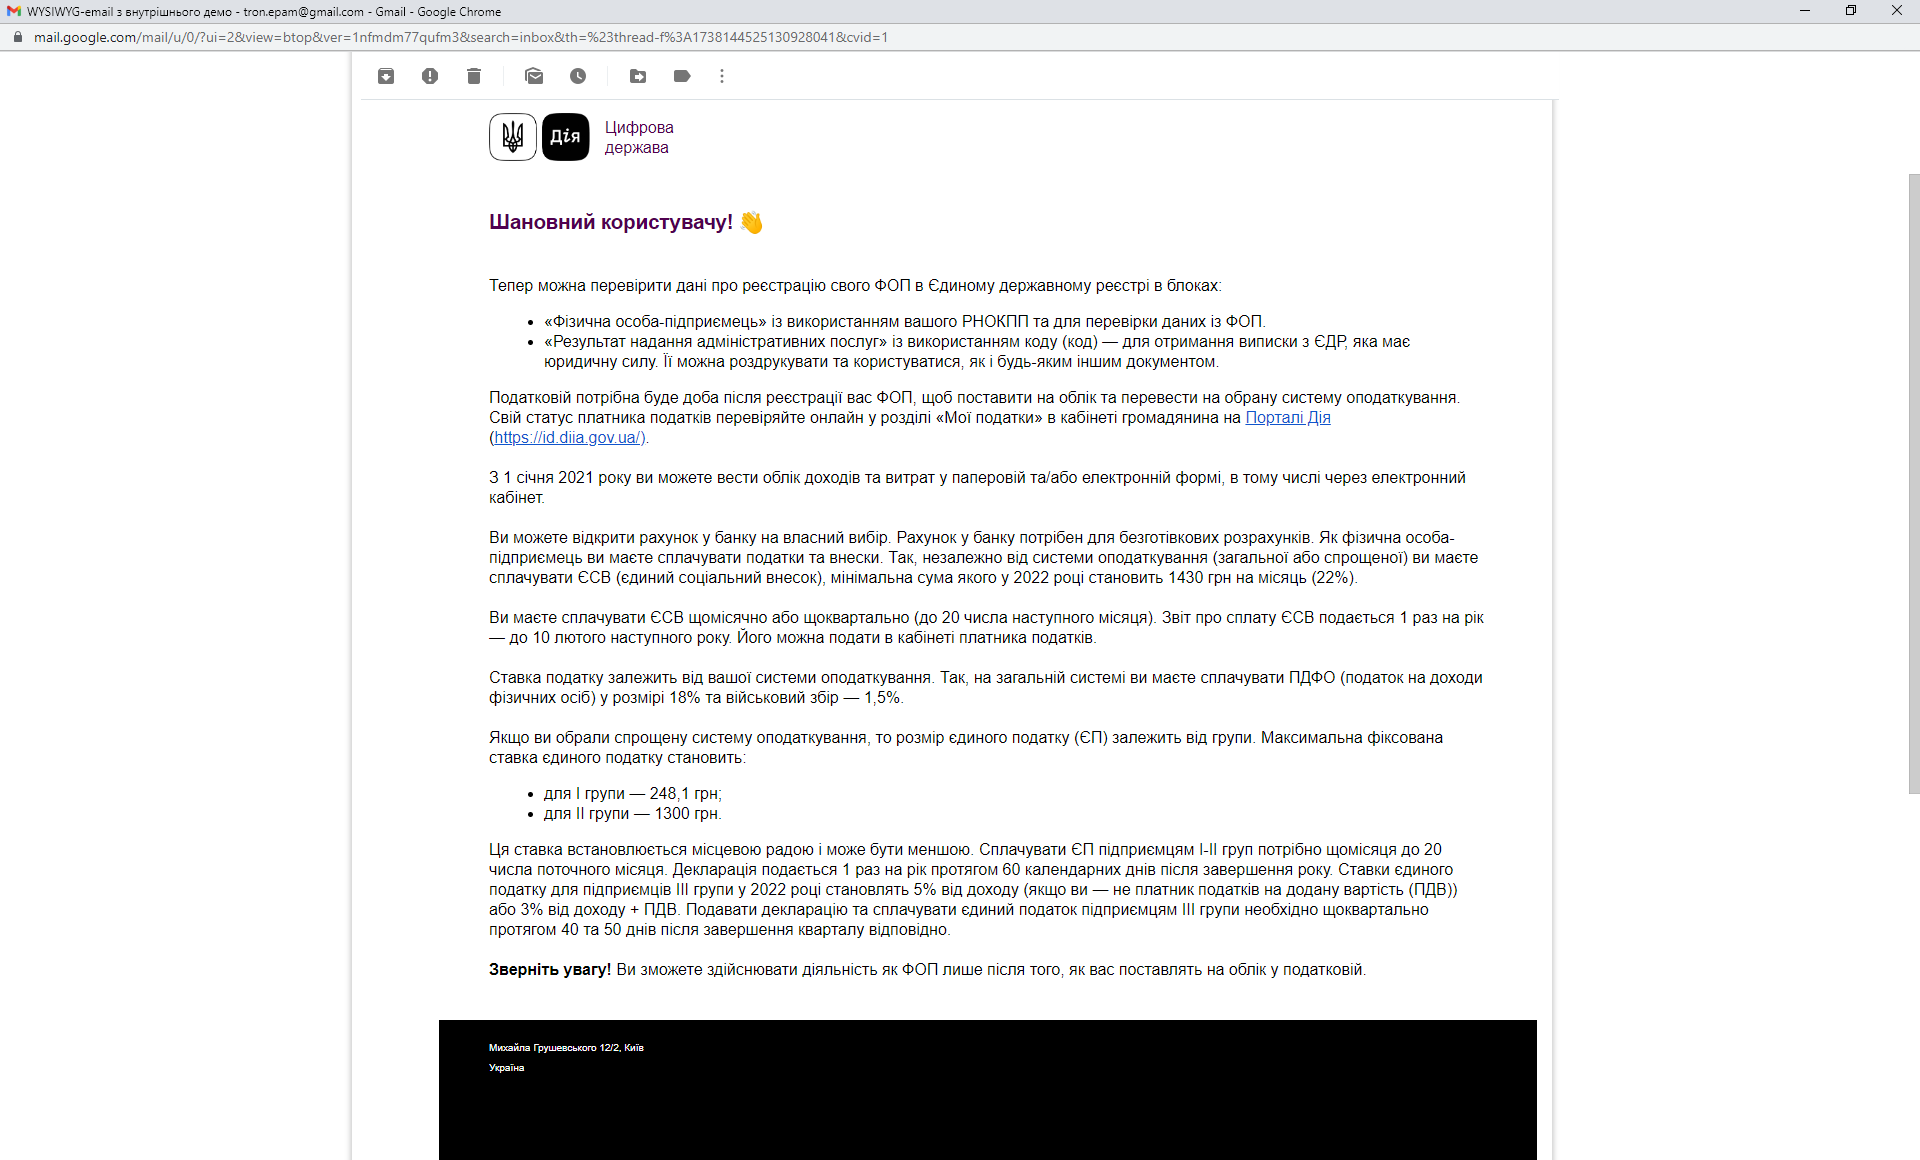 WYSIWYG-email з внутрішнього демо - tron.epam@gmail.com - Gmail - Google Chrome
mail.google.com/mail/u/0/?ui=2&view=btop&ver=1nfmdm77qufm3&search=inbox&th=%23thread-f%3A1738144525130928041&cvid=1
Дія
Цифрова
держава
Шановний користувачу! 👋
Тепер можна перевірити дані про реєстрацію свого ФОП в Єдиному державному реєстрі в блоках:
• «Фізична особа-підприємець» із використанням вашого РНОКПП та для перевірки даних із ФОП.
• «Результат надання адміністративних послуг» із використанням коду (код) — для отримання виписки з ЄДР, яка має
юридичну силу. Її можна роздрукувати та користуватися, як і будь-яким іншим документом.
Податковій потрібна буде доба після реєстрації вас ФОП, щоб поставити на облік та перевести на обрану систему оподаткування.
Свій статус платника податків перевіряйте онлайн у розділі «Мої податки» в кабінеті громадянина на Порталі Дія
(https://id.diia.gov.ua/).
З 1 січня 2021 року ви можете вести облік доходів та витрат у паперовій та/або електронній формі, в тому числі через електронний
кабінет.
Ви можете відкрити рахунок у банку на власний вибір. Рахунок у банку потрібен для безготівкових розрахунків. Як фізична особа-
підприємець ви маєте сплачувати податки та внески. Так, незалежно від системи оподаткування (загальної або спрощеної) ви маєте
сплачувати ЄСВ (єдиний соціальний внесок), мінімальна сума якого у 2022 році становить 1430 грн на місяць (22%).
Ви маєте сплачувати ЄСВ щомісячно або щоквартально (до 20 числа наступного місяця). Звіт про сплату ЄСВ подається 1 раз на рік
— до 10 лютого наступного року. Його можна подати в кабінеті платника податків.
Ставка податку залежить від вашої системи оподаткування. Так, на загальній системі ви маєте сплачувати ПДФО (податок на доходи
фізичних осіб) у розмірі 18% та військовий збір — 1,5%.
Якщо ви обрали спрощену систему оподаткування, то розмір єдиного податку (ЄП) залежить від групи. Максимальна фіксована
ставка єдиного податку становить:
• для І групи — 248,1 грн;
• для ІІ групи — 1300 грн.
Ця ставка встановлюється місцевою радою і може бути меншою. Сплачувати ЄП підприємцям І-ІІ груп потрібно щомісяця до 20
числа поточного місяця. Декларація подається 1 раз на рік протягом 60 календарних днів після завершення року. Ставки єдиного
податку для підприємців ІІІ групи у 2022 році становлять 5% від доходу (якщо ви — не платник податків на додану вартість (ПДВ))
або 3% від доходу + ПДВ. Подавати декларацію та сплачувати єдиний податок підприємцям ІІІ групи необхідно щоквартально
протягом 40 та 50 днів після завершення кварталу відповідно.
Зверніть увагу! Ви зможете здійснювати діяльність як ФОП лише після того, як вас поставлять на облік у податковій.
Михайла Грушевського 12/2, Київ
Україна